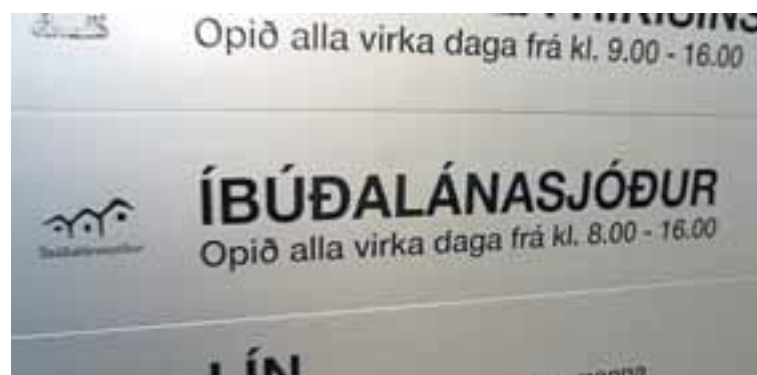 Opið alla virka daga frá kl. 9.00 - 16.00
ÍBÚÐALÁNASJÓÐUR
Opið alla virka daga frá kl. 8.00 - 16.00
Íbúðalánasjóður
LÍN